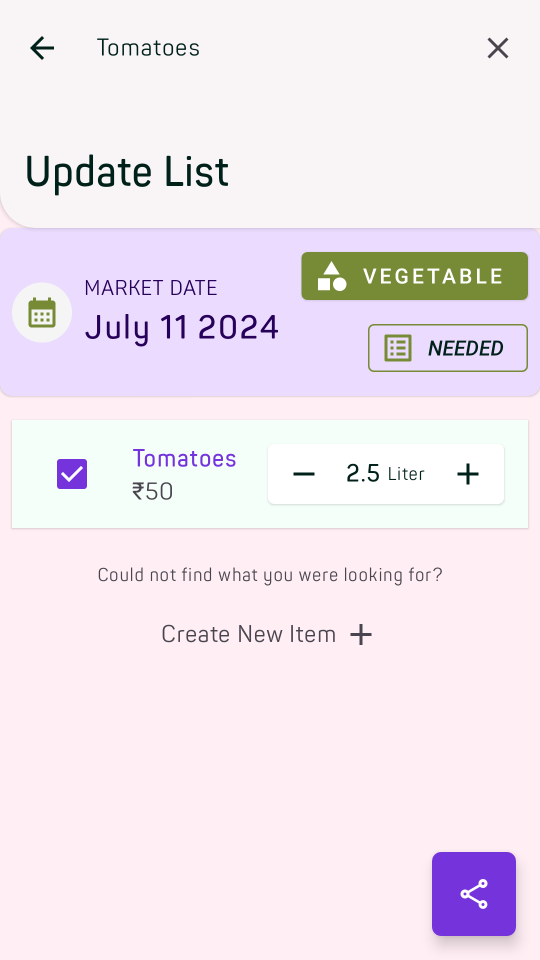 Tomatoes
Update List
MARKET DATE
July 11 2024
VEGETABLE
NEEDED
Tomatoes
₹50
2.5 Liter
Could not find what you were looking for?
Create New Item